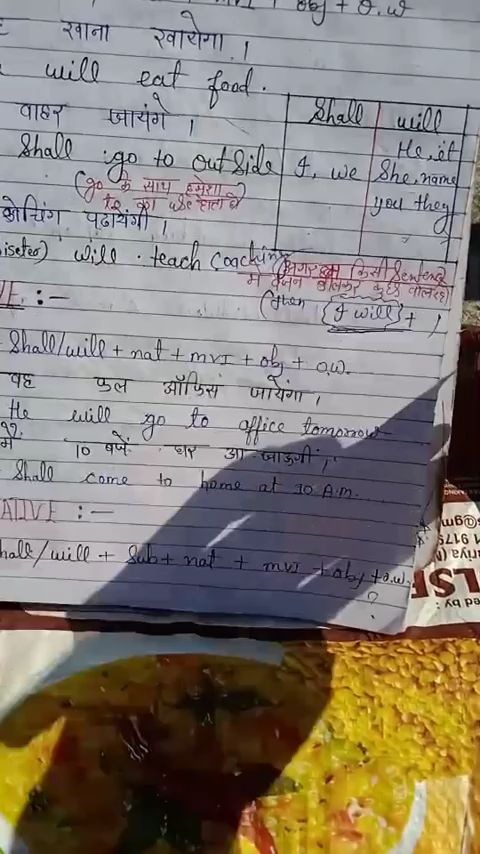 obj + o.w
खाना खायेगा ।
will eat food.
Shall will
बाहर जायंगे ।
He, it
Shall go to outside I, we She, name
(go के साथ हमेशा
to का use होता है)
you they
कोचिंग पढायंगी ।
will teach coaching
किसी Sentence
में वचन बोलकर कुछ
(then {I will} +
:-
Shall/will + not + mv1 + obj + o.w.
वह कल ऑफिस जायेंगा ।
He will go to office tomorrow
में 10 बजे घर आ जाऊंगी ।
Shall come to home at 10 A.M.
ATIVE :-
Shall/will + Sub + not + mv1 + obj + o.w.
?